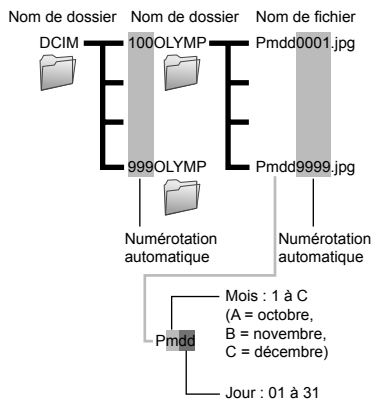 Nom de dossier Nom de dossier Nom de fichier
DCIM 100OLYMP Pmdd0001.jpg
999OLYMP Pmdd9999.jpg
Numérotation
automatique
Numérotation
automatique
Mois : 1 à C
(A = octobre,
B = novembre,
C = décembre)
Pmdd
Jour : 01 à 31